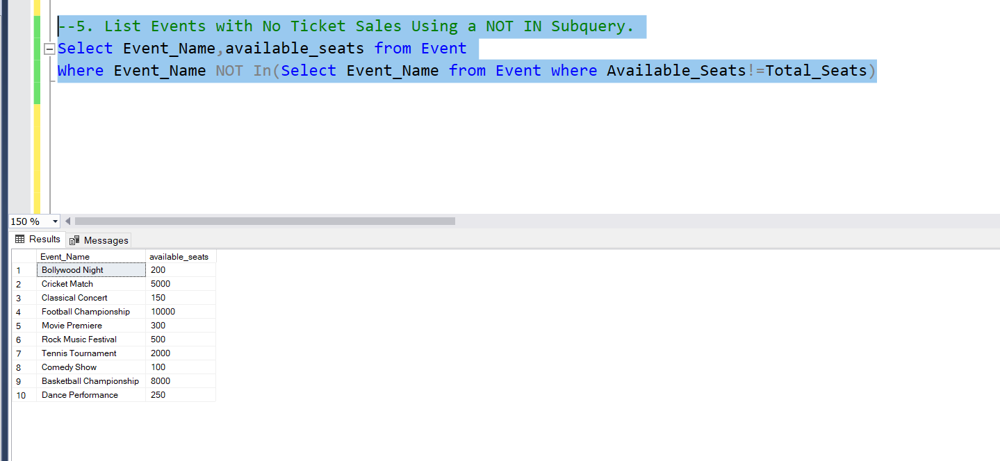 --5. List Events with No Ticket Sales Using a NOT IN Subquery.
Select Event_Name,available_seats from Event
Where Event_Name NOT In(Select Event_Name from Event where Available_Seats!=Total_Seats)
150 %
Results Messages
Event_Name available_seats
1 Bollywood Night 200
2 Cricket Match 5000
3 Classical Concert 150
4 Football Championship 10000
5 Movie Premiere 300
6 Rock Music Festival 500
7 Tennis Tournament 2000
8 Comedy Show 100
9 Basketball Championship 8000
10 Dance Performance 250